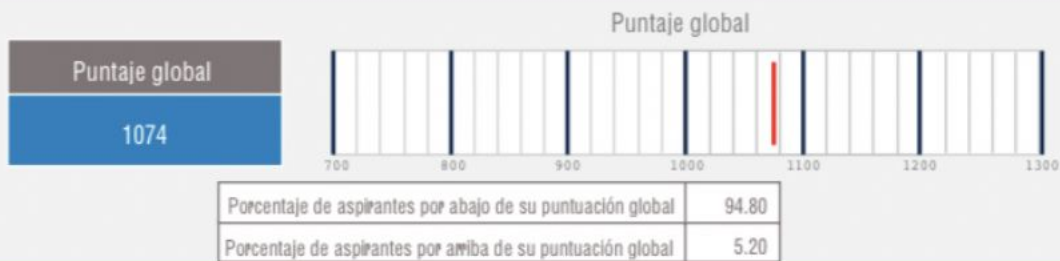 Puntaje global
Puntaje global
1074
700 800 900 1000 1100 1200 1300
Porcentaje de aspirantes por abajo de su puntuación global 94.80
Porcentaje de aspirantes por arriba de su puntuación global 5.20